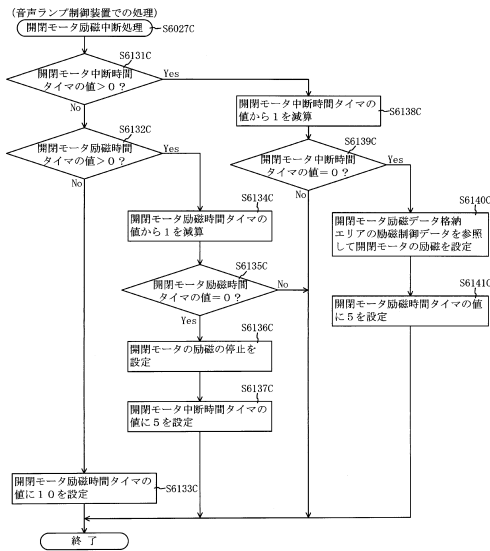 (音声ランプ制御装置での処理)
開閉モータ励磁中断処理
S6027C
S6131C
開閉モータ中断時間
タイマの値>0?
Yes
No
S6138C
開閉モータ中断時間タイマの
値から1を減算
S6132C
開閉モータ励磁時間
タイマの値>0?
Yes
No
S6139C
開閉モータ中断時間
タイマの値=0?
Yes
No
S6134C
開閉モータ励磁時間タイマの
値から1を減算
S6140C
開閉モータ励磁データ格納
エリアの励磁制御データを参照
して開閉モータの励磁を設定
S6135C
開閉モータ励磁時間
タイマの値=0?
No
Yes
S6141C
開閉モータ励磁時間タイマの値
に5を設定
S6136C
開閉モータの励磁の停止を
設定
S6137C
開閉モータ中断時間タイマの
値に5を設定
開閉モータ励磁時間タイマの
値に10を設定
S6133C
終了